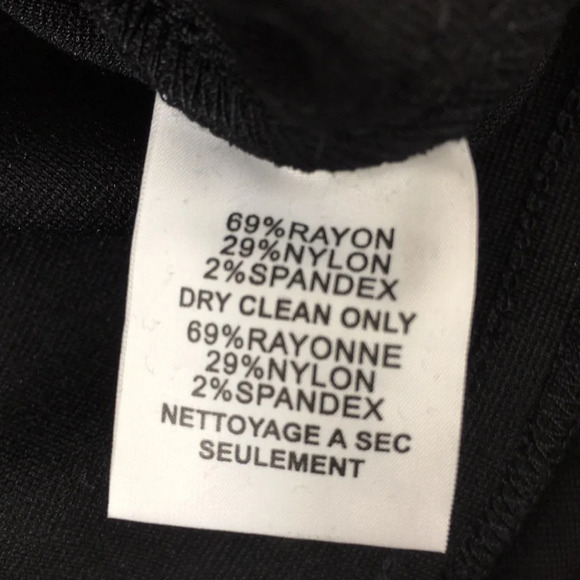 69%RAYON
29%NYLON
2%SPANDEX
DRY CLEAN ONLY
69%RAYONNE
29%NYLON
2%SPANDEX
NETTOYAGE A SEC
SEULEMENT